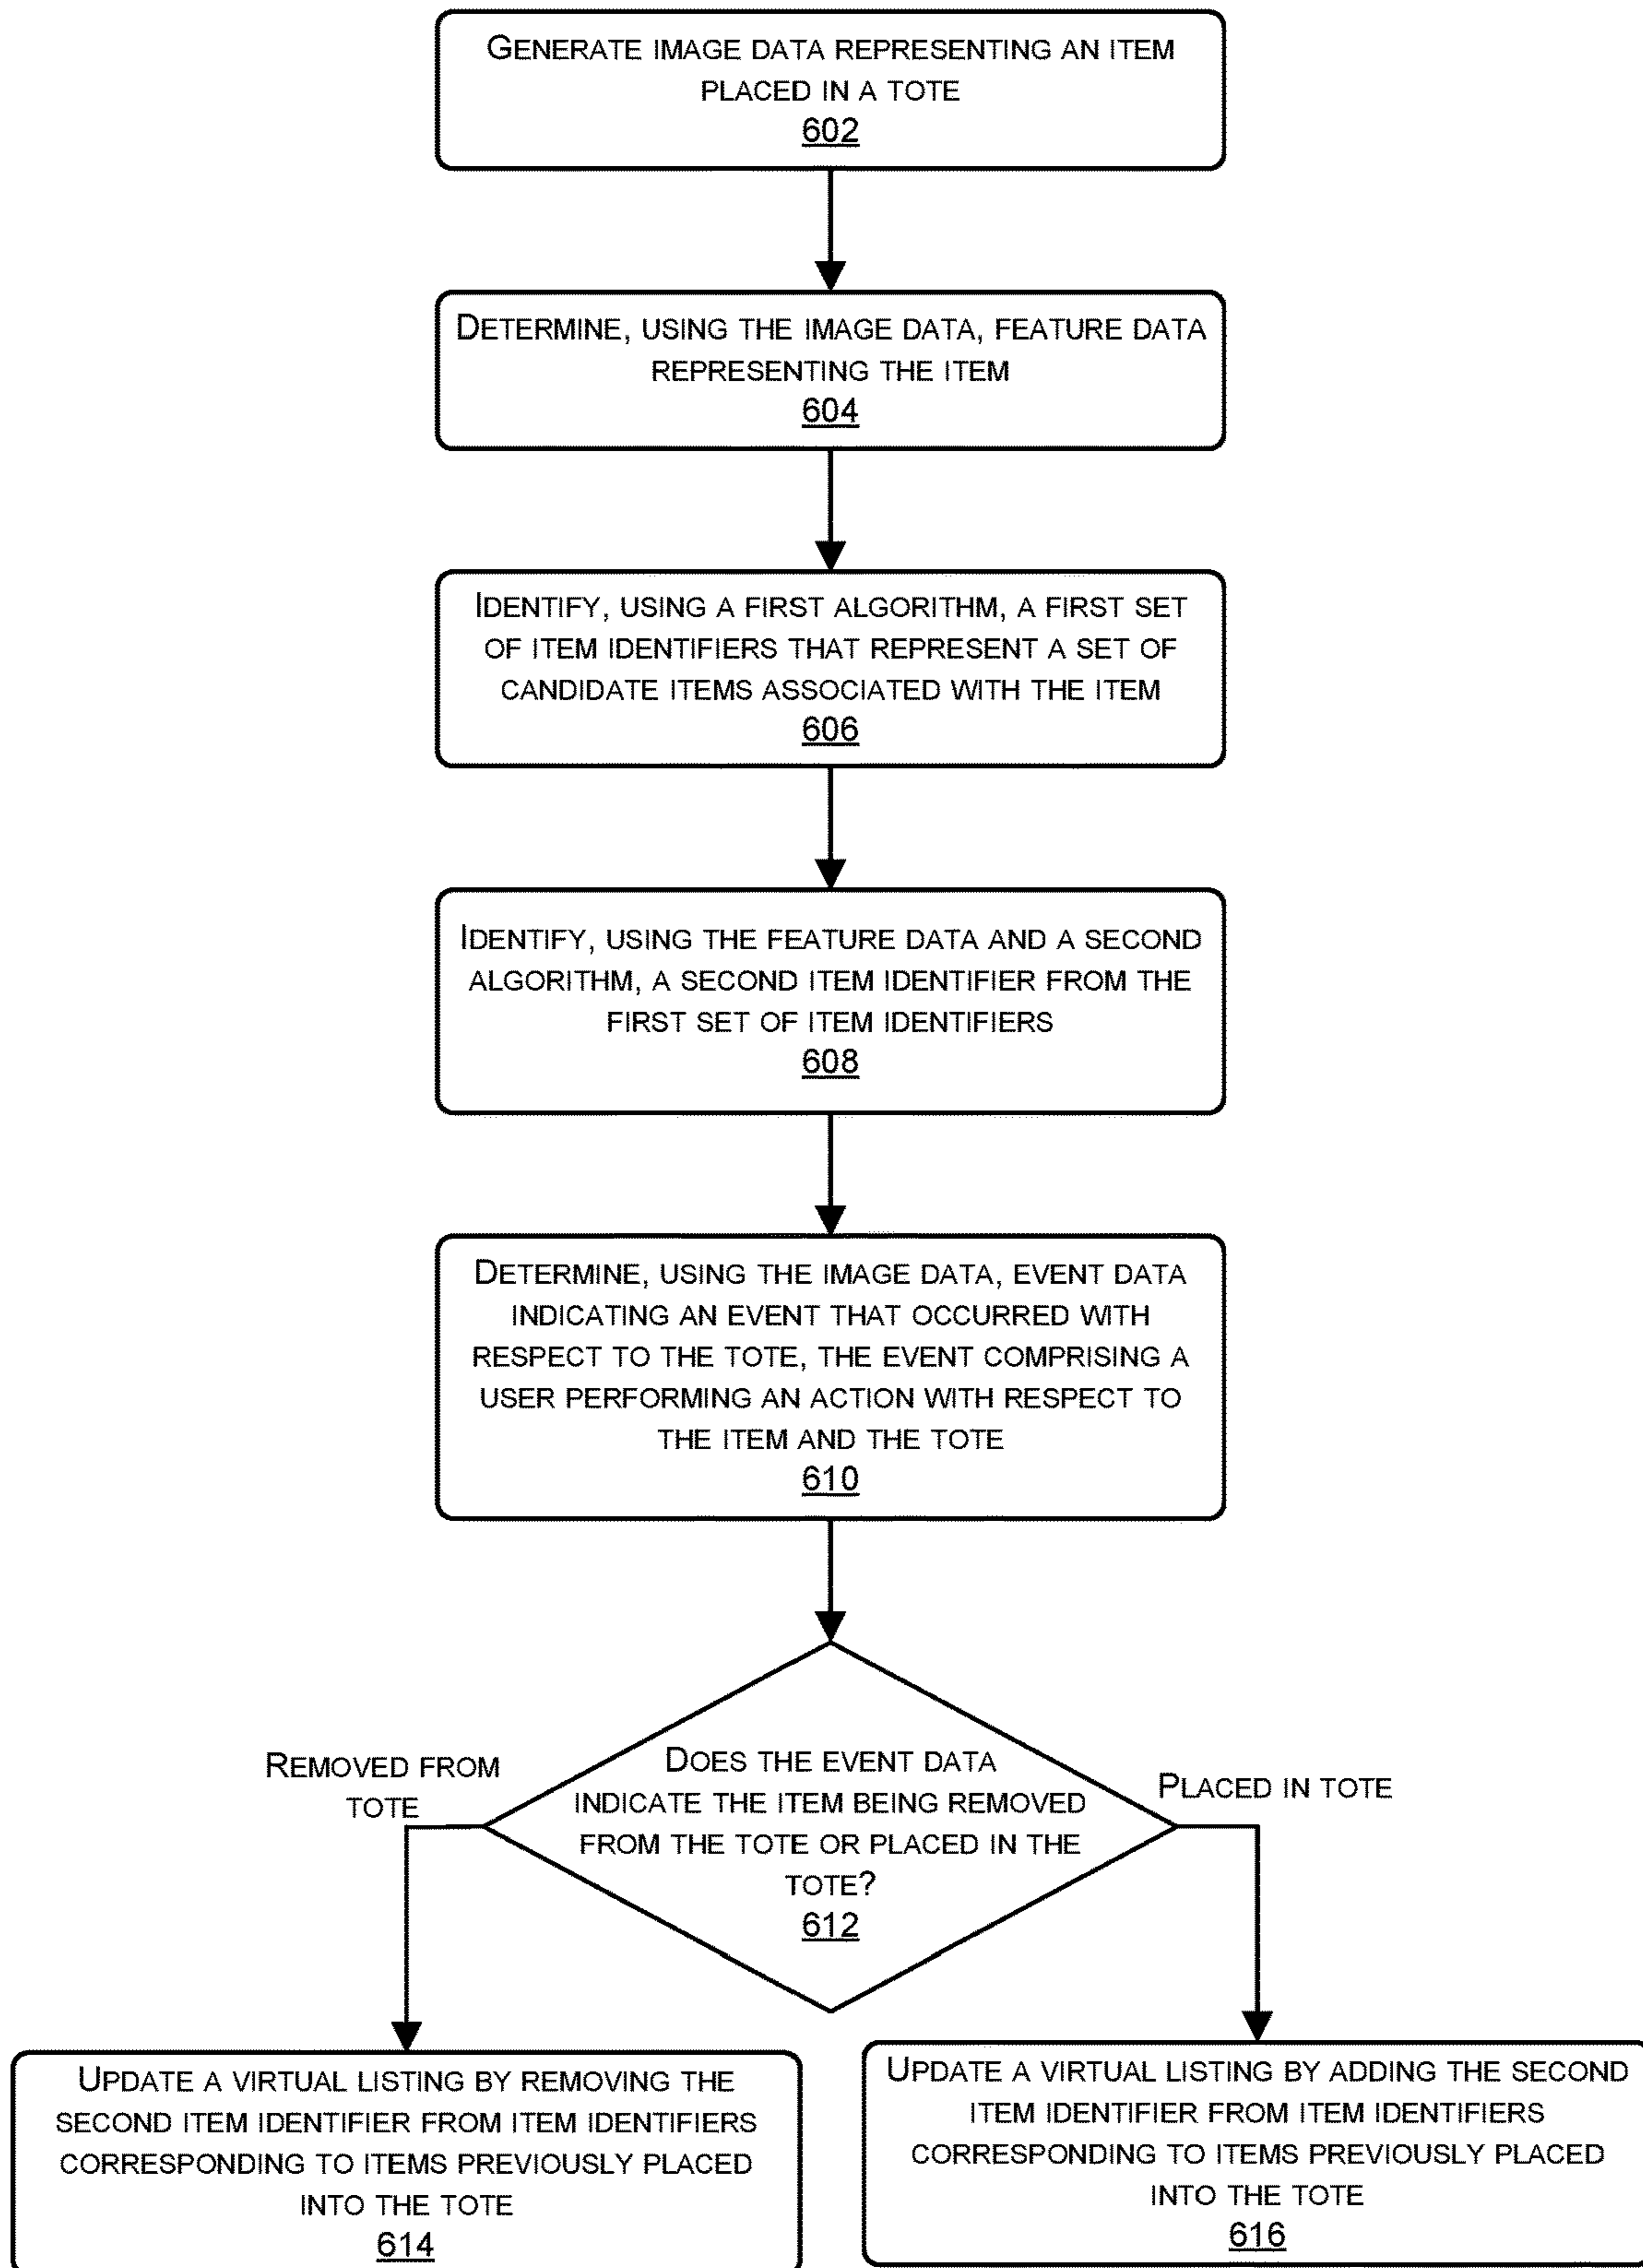 GENERATE IMAGE DATA REPRESENTING AN ITEM
PLACED IN A TOTE
602
DETERMINE, USING THE IMAGE DATA, FEATURE DATA
REPRESENTING THE ITEM
604
IDENTIFY, USING A FIRST ALGORITHM, A FIRST SET
OF ITEM IDENTIFIERS THAT REPRESENT A SET OF
CANDIDATE ITEMS ASSOCIATED WITH THE ITEM
606
IDENTIFY, USING THE FEATURE DATA AND A SECOND
ALGORITHM, A SECOND ITEM IDENTIFIER FROM THE
FIRST SET OF ITEM IDENTIFIERS
608
DETERMINE, USING THE IMAGE DATA, EVENT DATA
INDICATING AN EVENT THAT OCCURRED WITH
RESPECT TO THE TOTE, THE EVENT COMPRISING A
USER PERFORMING AN ACTION WITH RESPECT TO
THE ITEM AND THE TOTE
610
REMOVED FROM
TOTE
DOES THE EVENT DATA
INDICATE THE ITEM BEING REMOVED
FROM THE TOTE OR PLACED IN THE
TOTE?
612
PLACED IN TOTE
UPDATE A VIRTUAL LISTING BY REMOVING THE
SECOND ITEM IDENTIFIER FROM ITEM IDENTIFIERS
CORRESPONDING TO ITEMS PREVIOUSLY PLACED
INTO THE TOTE
614
UPDATE A VIRTUAL LISTING BY ADDING THE SECOND
ITEM IDENTIFIER FROM ITEM IDENTIFIERS
CORRESPONDING TO ITEMS PREVIOUSLY PLACED
INTO THE TOTE
616